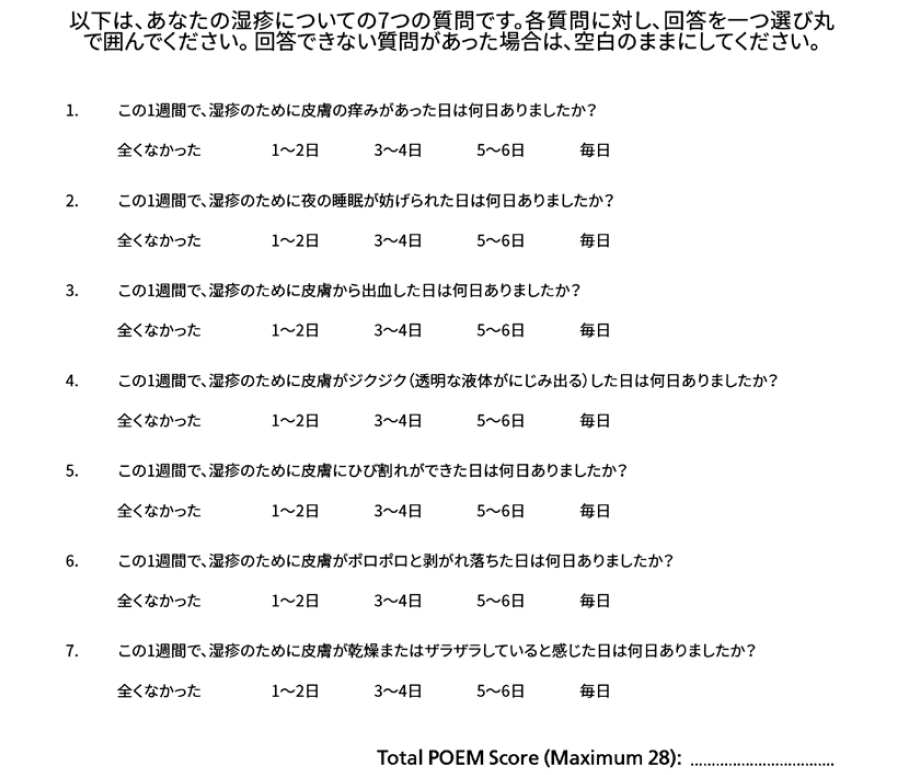 以下は、あなたの湿疹についての7つの質問です。各質問に対し、回答を一つ選び丸
で囲んでください。回答できない質問があった場合は、空白のままにしてください。
1. この1週間で、湿疹のために皮膚の痒みがあった日は何日ありましたか?
全くなかった 1〜2日 3〜4日 5〜6日 毎日
2. この1週間で、湿疹のために夜の睡眠が妨げられた日は何日ありましたか?
全くなかった 1〜2日 3〜4日 5〜6日 毎日
3. この1週間で、湿疹のために皮膚から出血した日は何日ありましたか?
全くなかった 1〜2日 3〜4日 5〜6日 毎日
4. この1週間で、湿疹のために皮膚がジクジク(透明な液体がにじみ出る)した日は何日ありましたか?
全くなかった 1〜2日 3〜4日 5〜6日 毎日
5. この1週間で、湿疹のために皮膚にひび割れができた日は何日ありましたか?
全くなかった 1〜2日 3〜4日 5〜6日 毎日
6. この1週間で、湿疹のために皮膚がポロポロと剥がれ落ちた日は何日ありましたか?
全くなかった 1〜2日 3〜4日 5〜6日 毎日
7. この1週間で、湿疹のために皮膚が乾燥またはザラザラしていると感じた日は何日ありましたか?
全くなかった 1〜2日 3〜4日 5〜6日 毎日
Total POEM Score (Maximum 28): .................................